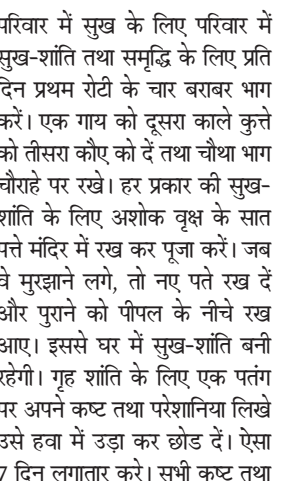 परिवार में सुख के लिए परिवार में
सुख-शांति तथा समृद्धि के लिए प्रति
दिन प्रथम रोटी के चार बराबर भाग
करें। एक गाय को दूसरा काले कुत्ते
को तीसरा कौए को दें तथा चौथा भाग
चौराहे पर रखे। हर प्रकार की सुख-
शांति के लिए अशोक वृक्ष के सात
पत्ते मंदिर में रख कर पूजा करें। जब
वे मुरझाने लगे, तो नए पते रख दें
और पुराने को पीपल के नीचे रख
आए। इससे घर में सुख-शांति बनी
रहेगी। गृह शांति के लिए एक पतंग
पर अपने कष्ट तथा परेशानिया लिखे
उसे हवा में उड़ा कर छोड दें। ऐसा
7 दिन लगातार करे। सभी कष्ट तथा